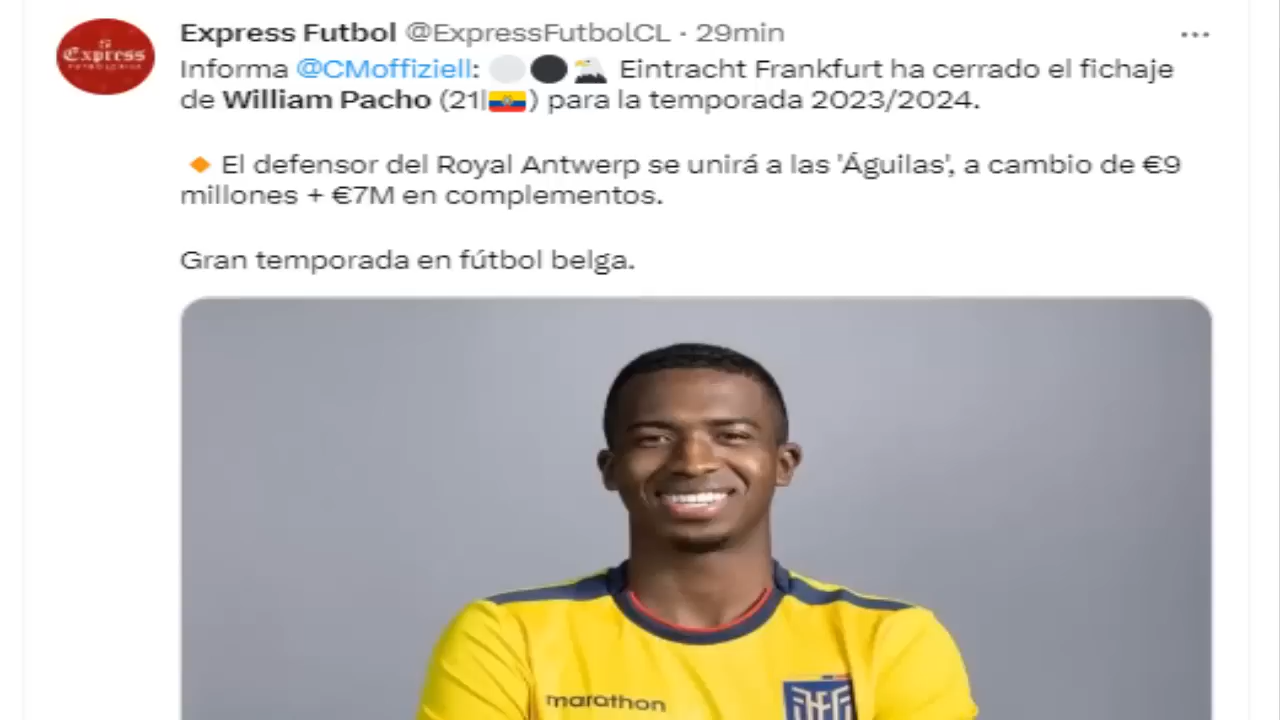 Express Futbol @ExpressFutbolCL · 29min
Express
Informa @CMoffiziell: ⚪⚫🦅 Eintracht Frankfurt ha cerrado el fichaje
de William Pacho (21|🇪🇨) para la temporada 2023/2024.
🔸El defensor del Royal Antwerp se unirá a las 'Águilas', a cambio de €9
millones + €7M en complementos.
Gran temporada en fútbol belga.
marathon